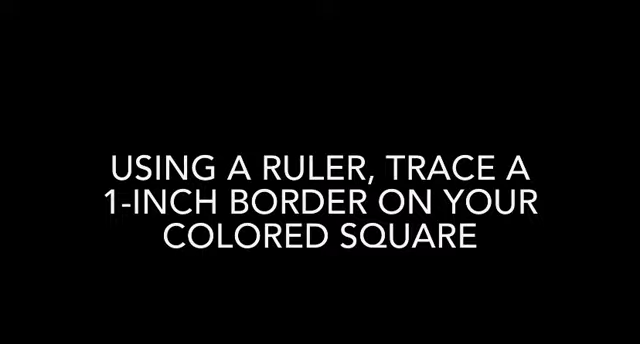 USING A RULER, TRACE A
1-INCH BORDER ON YOUR
COLORED SQUARE